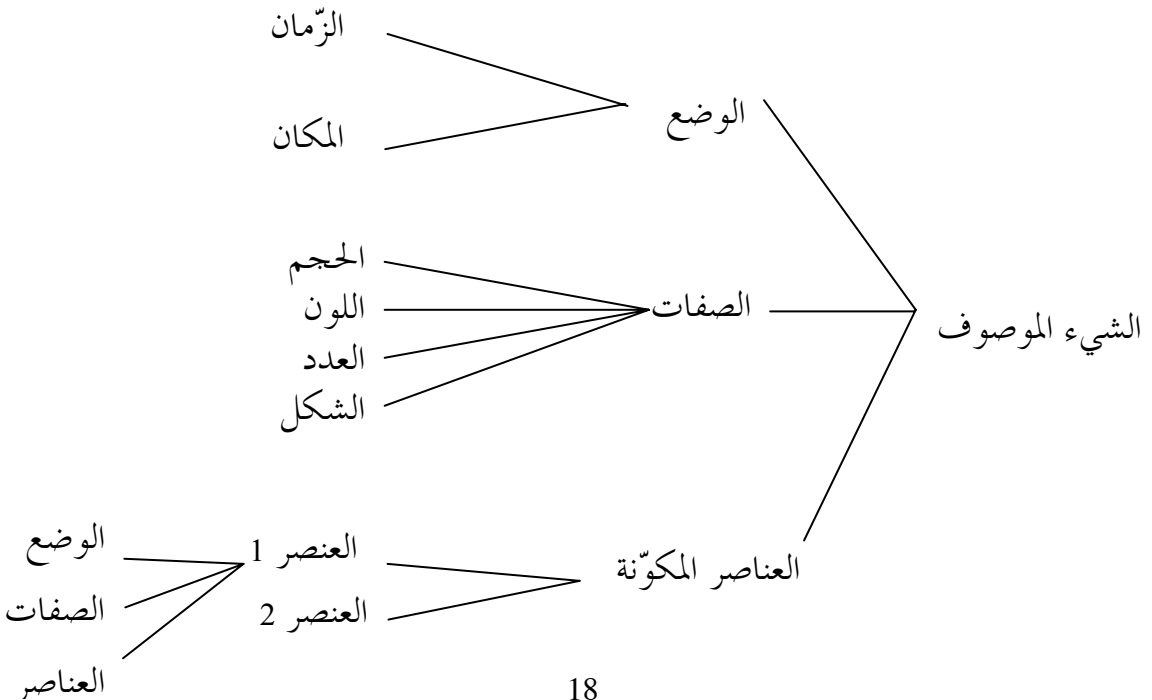 الزّمان
الوضع
المكان
الحجم
اللون
الصفات
الشيء الموصوف
العدد
الشكل
العناصر المكوّنة
العنصر 1
الوضع
العنصر 2
الصفات
العناصر
18